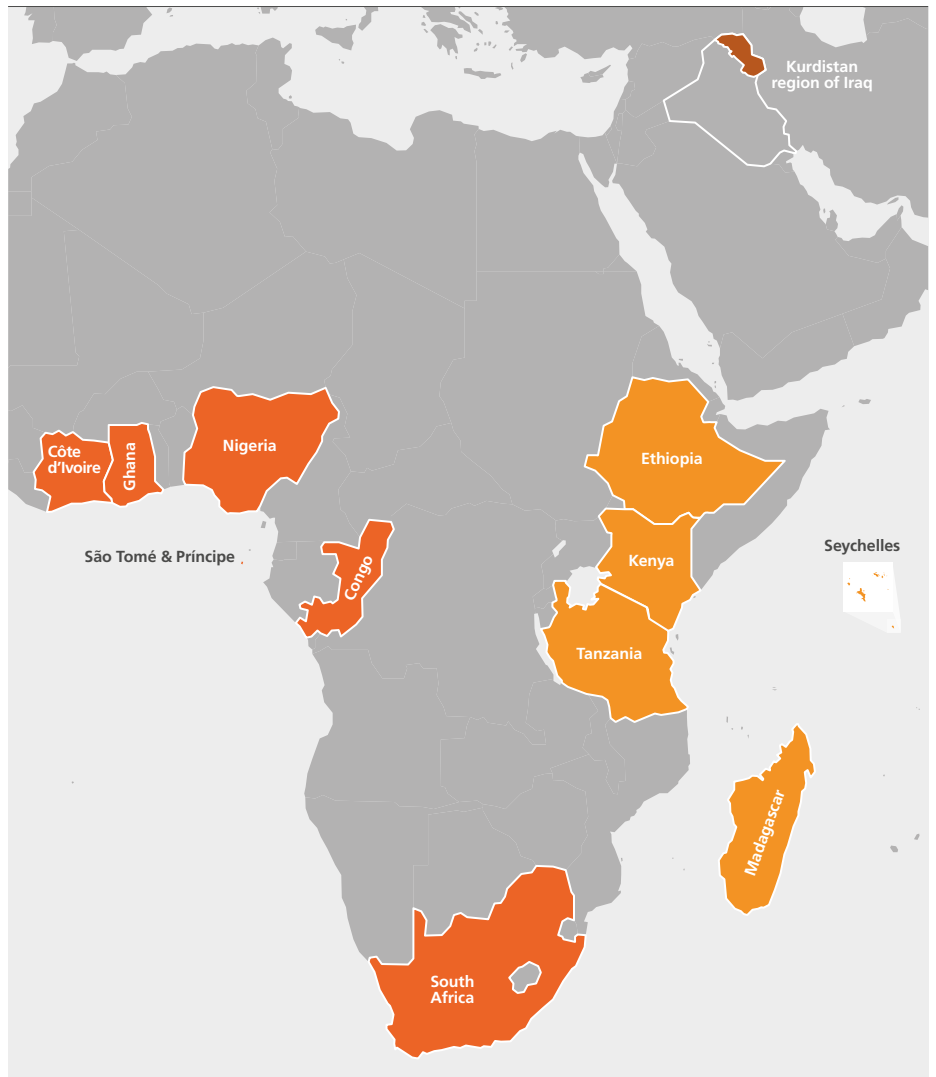 Kurdistan
region of Iraq
Côte
d’Ivoire
Ghana
Nigeria
Ethiopia
São Tomé & Príncipe
Congo
Kenya
Seychelles
Tanzania
Madagascar
South
Africa